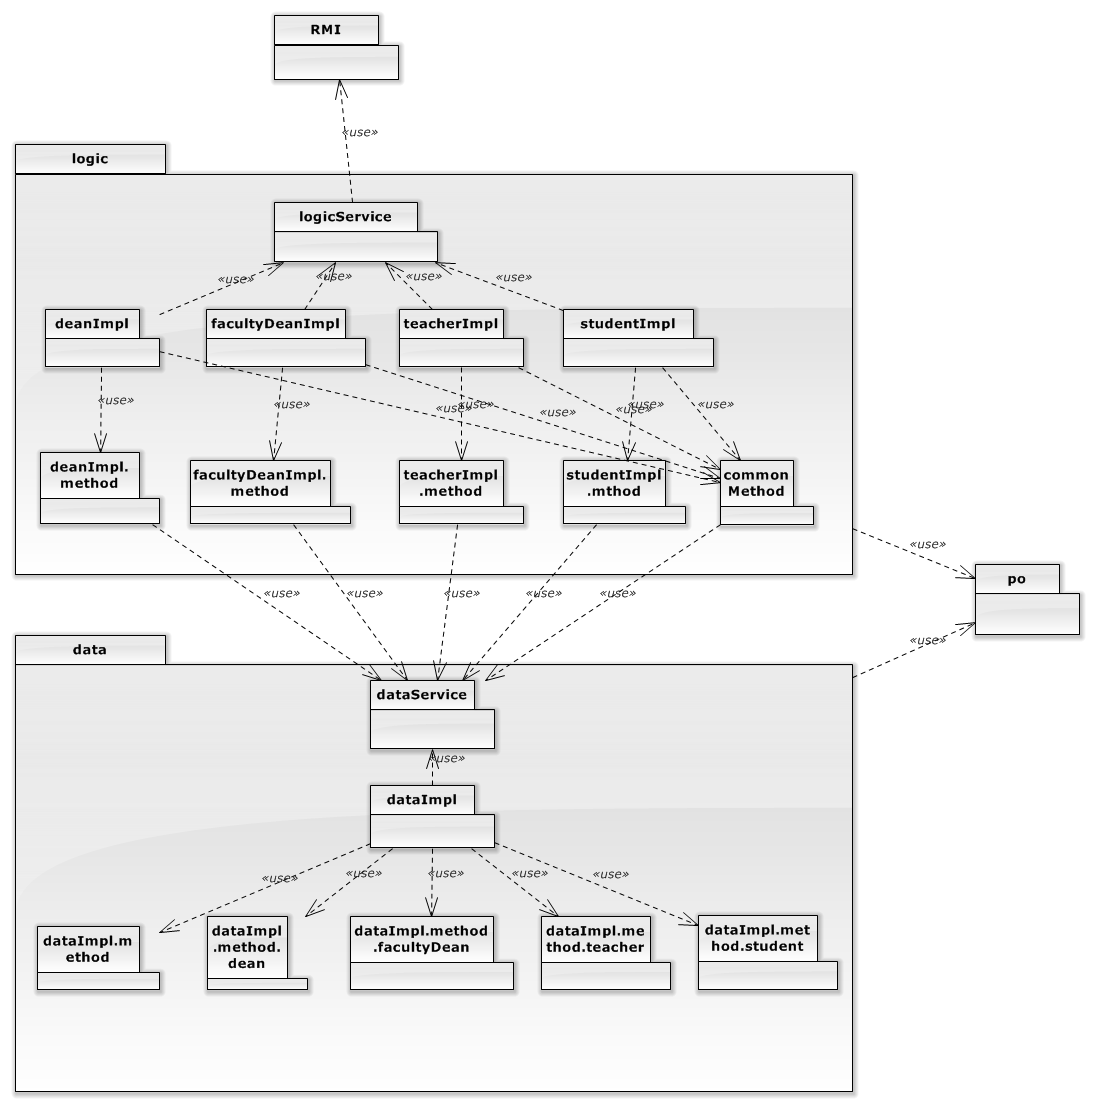 RMI
«use»
logic
logicService
«use»
«use»
«use»
«use»
deanImpl
facultyDeanImpl
teacherImpl
studentImpl
«use»
«use»
«use»
«use»
«use»
«use»
«use»
«use»
deanImpl.
method
facultyDeanImpl.
method
teacherImpl
.method
studentImpl
.mthod
common
Method
«use»
po
«use»
«use»
«use»
«use»
«use»
«use»
data
dataService
«use»
dataImpl
«use»
«use»
«use»
«use»
«use»
dataImpl.m
ethod
dataImpl
.method.
dean
dataImpl.method
.facultyDean
dataImpl.me
thod.teacher
dataImpl.met
hod.student